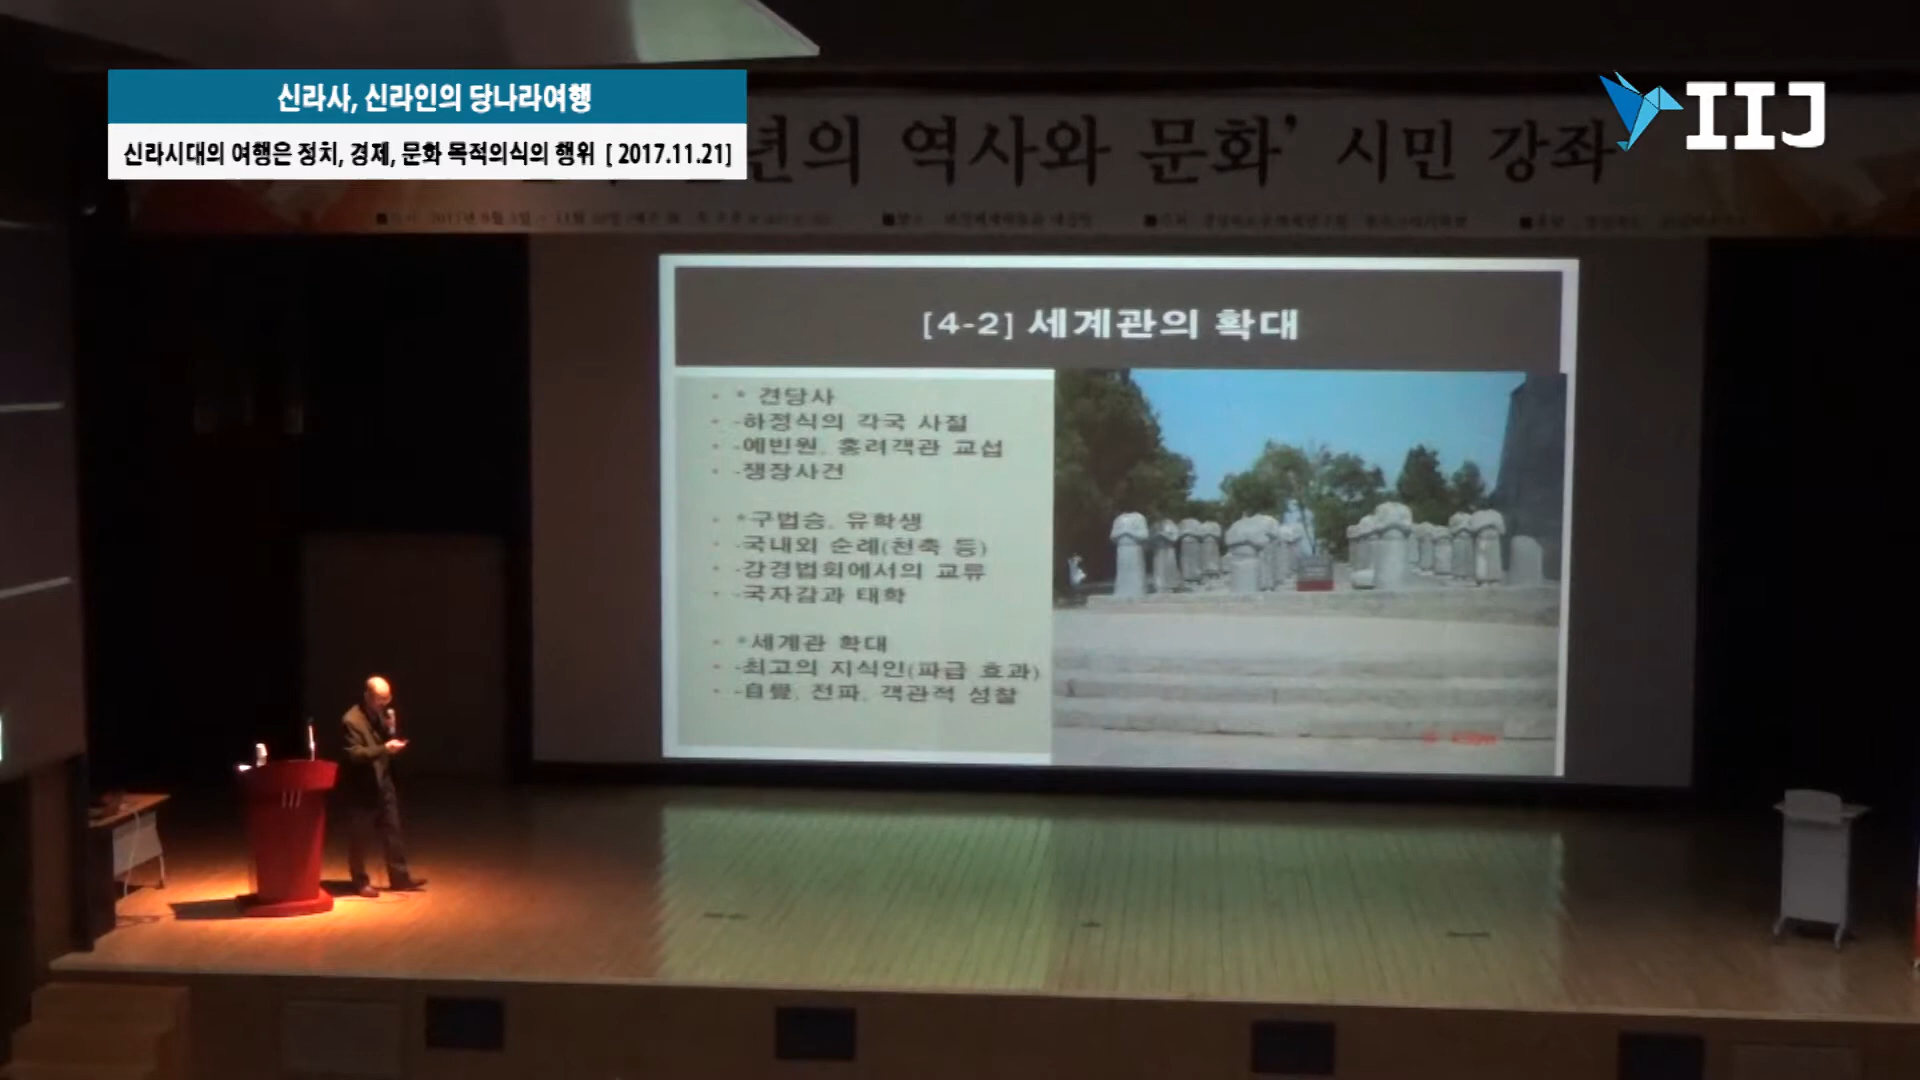 신라사, 신라인의 당나라여행
신라시대의 여행은 정치, 경제, 문화 목적의식의 행위 [ 2017.11.21]
IIJ
년의 역사와 문화’ 시민 강좌
[4-2] 세계관의 확대
* 견당사
-하정식의 각국 사절
-예빈원, 홍려객관 교섭
-쟁장사건
*구법승, 유학생
-국내외 순례(천축 등)
-강경법회에서의 교류
-국자감과 태학
*세계관 확대
-최고의 지식인(파급 효과)
-自覺, 전파, 객관적 성찰